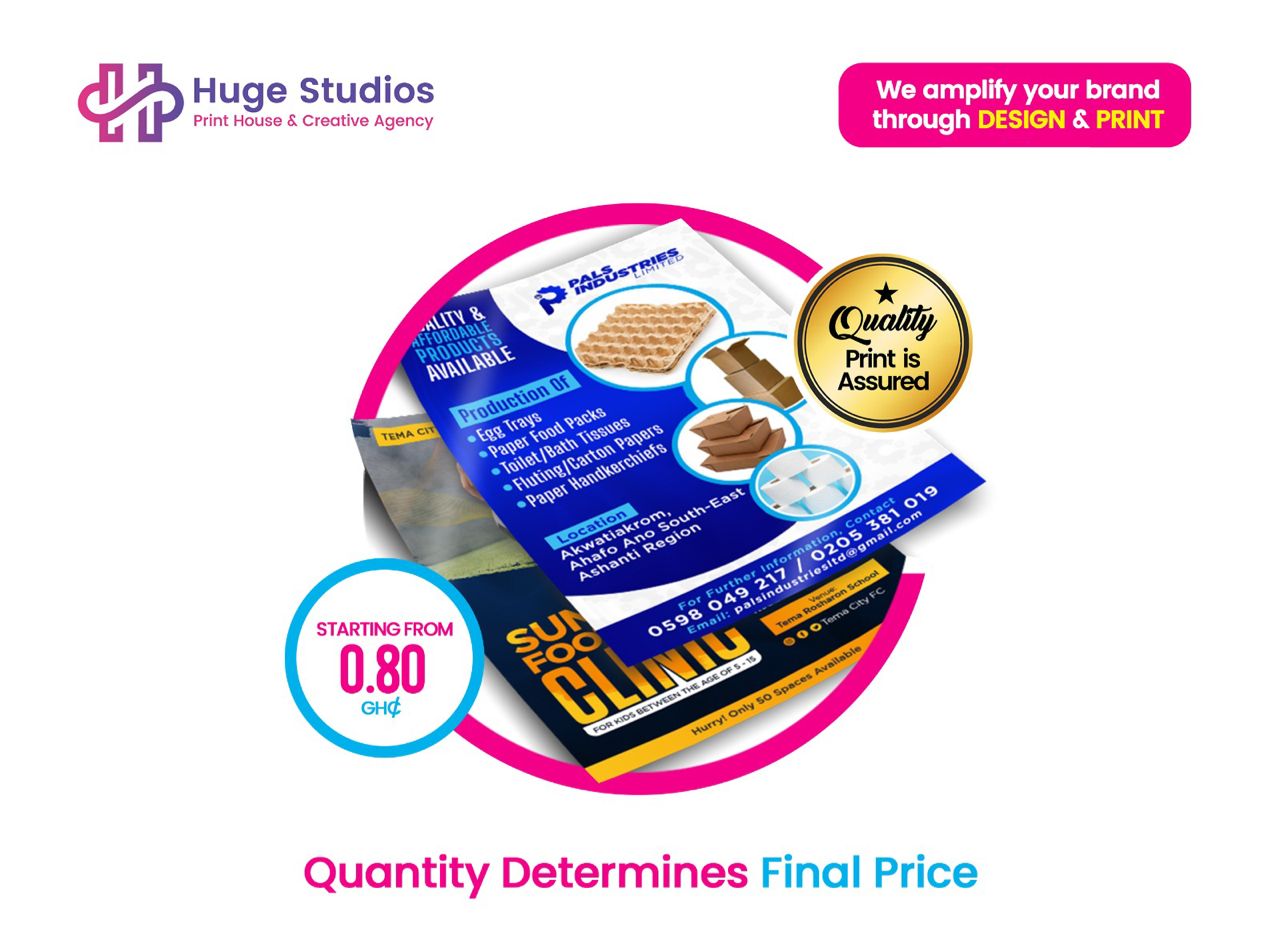 Huge Studios
Print House & Creative Agency
We amplify your brand
through DESIGN & PRINT
PALS
INDUSTRIES
LIMITED
ALITY &
AFFORDABLE
PRODUCTS
AVAILABLE
Production Of
• Egg Trays
• Paper Food Packs
• Toilet/Bath Tissues
• Fluting/Carton Papers
• Paper Handkerchiefs
Location
Akwatiakrom,
Ahafo Ano South-East
Ashanti Region
For Further Information, Contact
0598 049 217 / 0205 381 019
Email: palsindustriesltd@gmail.com
Quality
Print is
Assured
TEMA CIT
SUN
FOO
CLINIC
FOR KIDS BETWEEN THE AGE OF 5 - 15
Venue:
Tema Rosharon School
Tema City FC
Hurry! Only 50 Spaces Available
STARTING FROM
0.80
GH₵
Quantity Determines Final Price